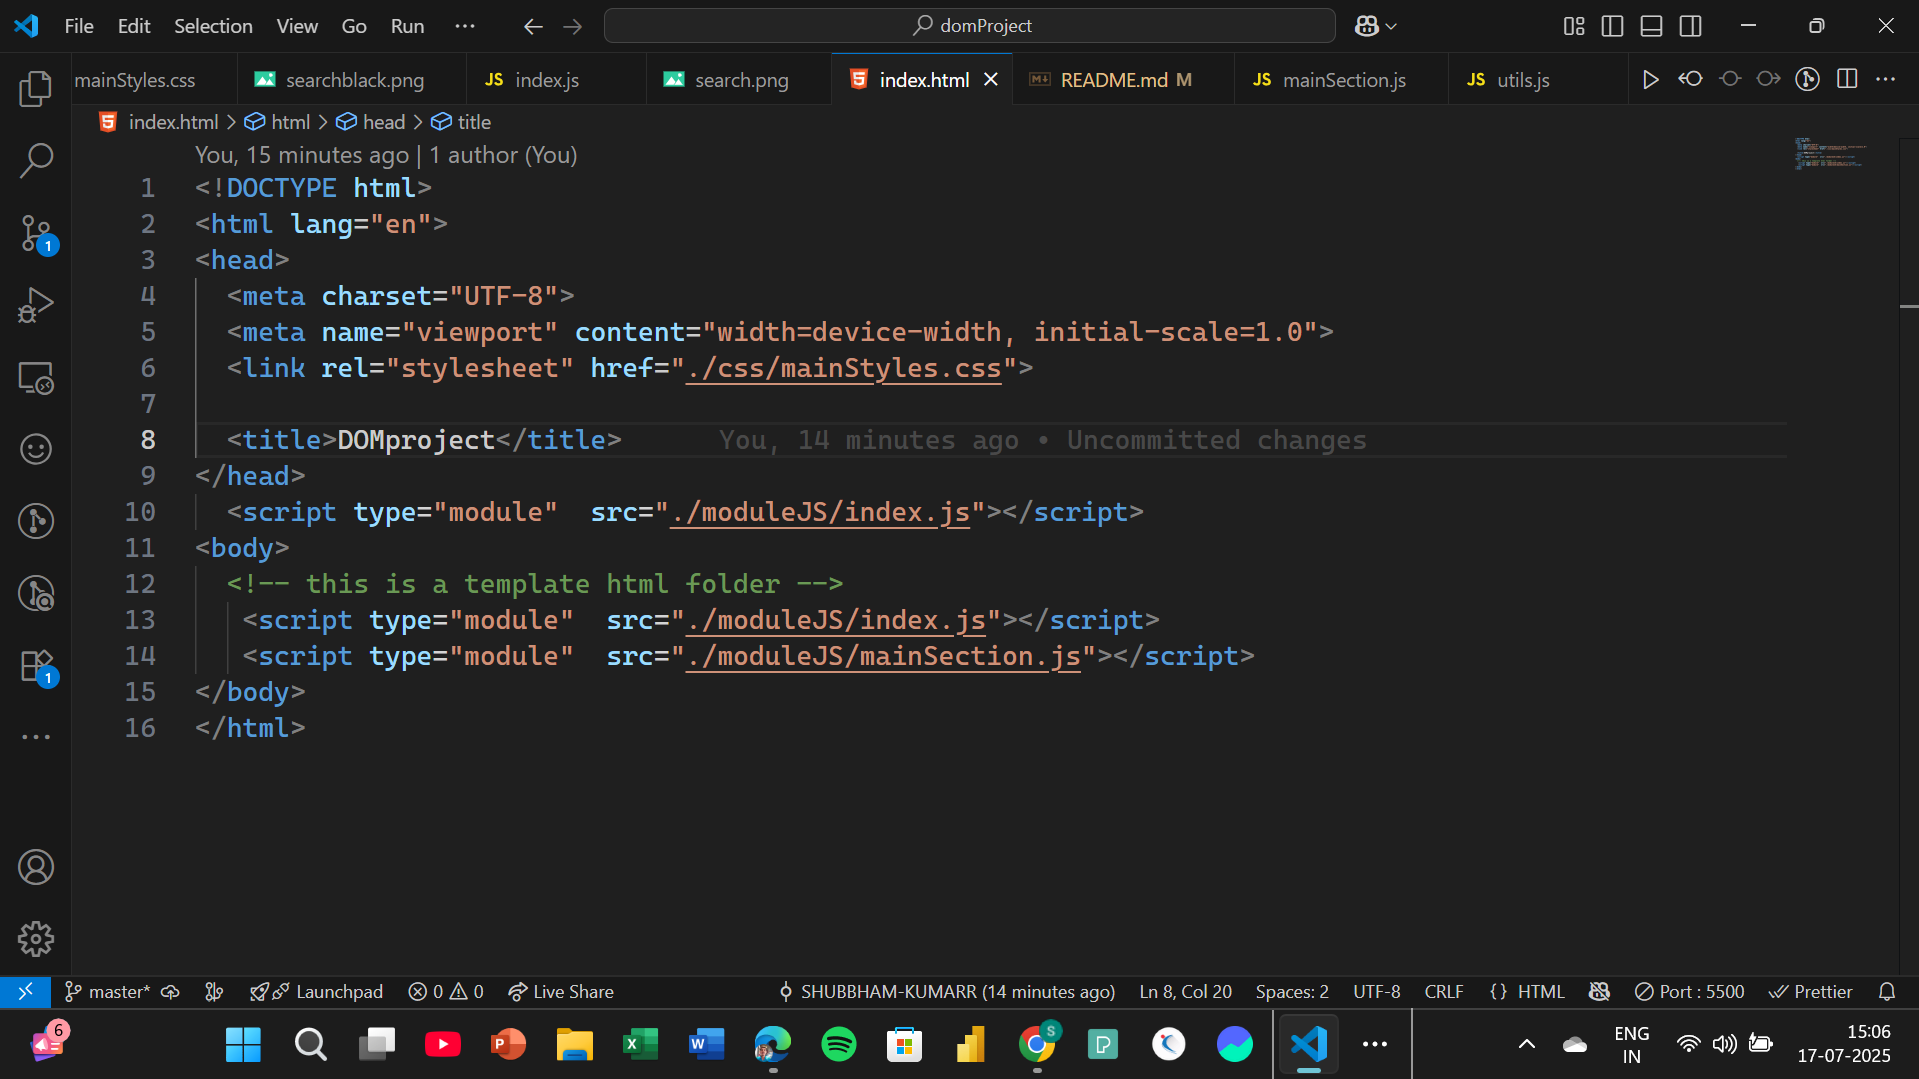 File Edit Selection View Go Run ··· domProject
mainStyles.css searchblack.png JS index.js search.png index.html README.md M JS mainSection.js JS utils.js
index.html > html > head > title
You, 15 minutes ago | 1 author (You)
1 <!DOCTYPE html>
2 <html lang="en">
3 <head>
4 <meta charset="UTF-8">
5 <meta name="viewport" content="width=device-width, initial-scale=1.0">
6 <link rel="stylesheet" href="./css/mainStyles.css">
7
8 <title>DOMproject</title> You, 14 minutes ago • Uncommitted changes
9 </head>
10 <script type="module"  src="./moduleJS/index.js"></script>
11 <body>
12 <!-- this is a template html folder -->
13 <script type="module"  src="./moduleJS/index.js"></script>
14 <script type="module"  src="./moduleJS/mainSection.js"></script>
15 </body>
16 </html>
1
1
master* Launchpad 0 0 Live Share SHUBBHAM-KUMARR (14 minutes ago) Ln 8, Col 20 Spaces: 2 UTF-8 CRLF {} HTML Port : 5500 Prettier
6 P X W S P ENG 15:06
IN 17-07-2025